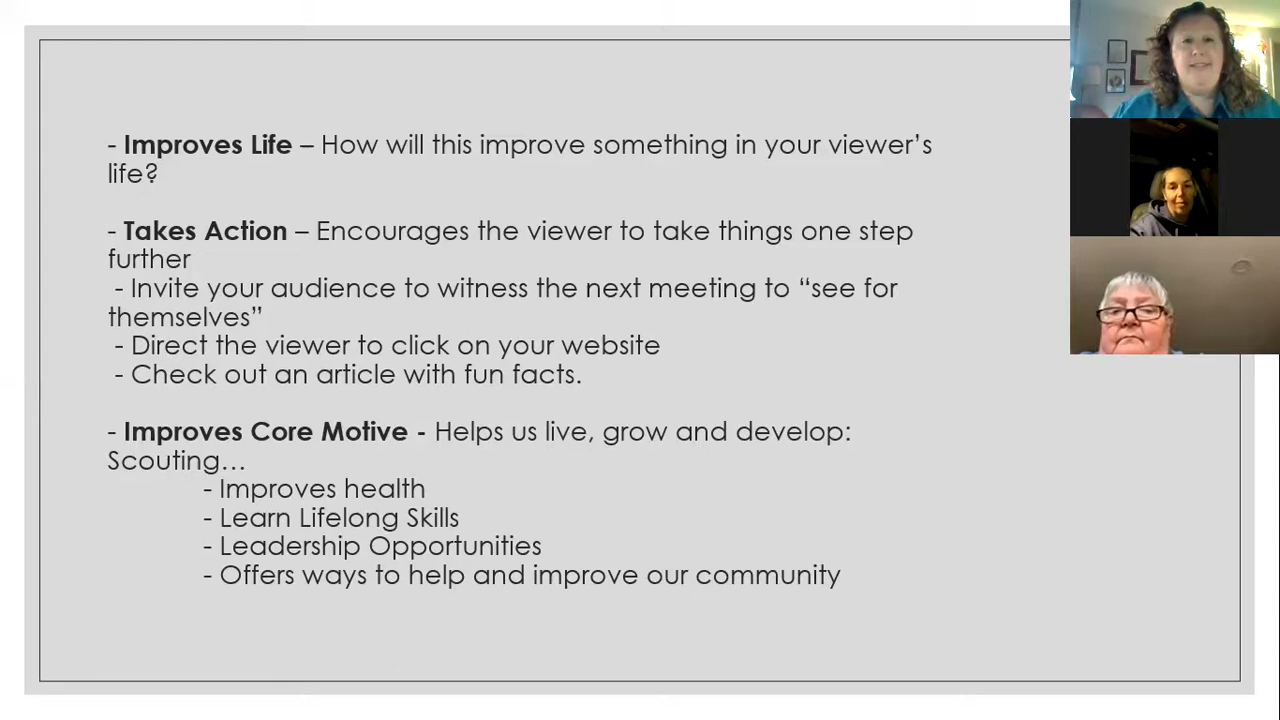 - Improves Life – How will this improve something in your viewer’s
life?
- Takes Action – Encourages the viewer to take things one step
further
- Invite your audience to witness the next meeting to “see for
themselves”
- Direct the viewer to click on your website
- Check out an article with fun facts.
- Improves Core Motive - Helps us live, grow and develop:
Scouting…
- Improves health
- Learn Lifelong Skills
- Leadership Opportunities
- Offers ways to help and improve our community